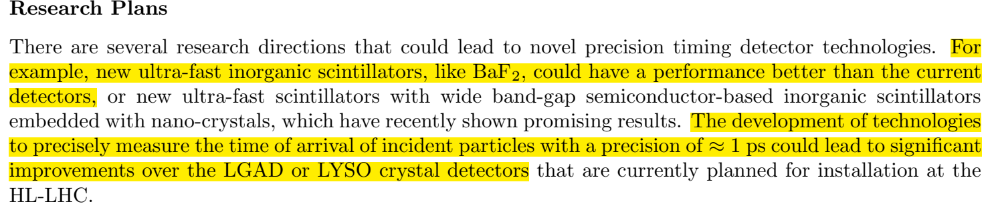 Research Plans
There are several research directions that could lead to novel precision timing detector technologies. For
example, new ultra-fast inorganic scintillators, like BaF₂, could have a performance better than the current
detectors, or new ultra-fast scintillators with wide band-gap semiconductor-based inorganic scintillators
embedded with nano-crystals, which have recently shown promising results. The development of technologies
to precisely measure the time of arrival of incident particles with a precision of ≈ 1 ps could lead to significant
improvements over the LGAD or LYSO crystal detectors that are currently planned for installation at the
HL-LHC.